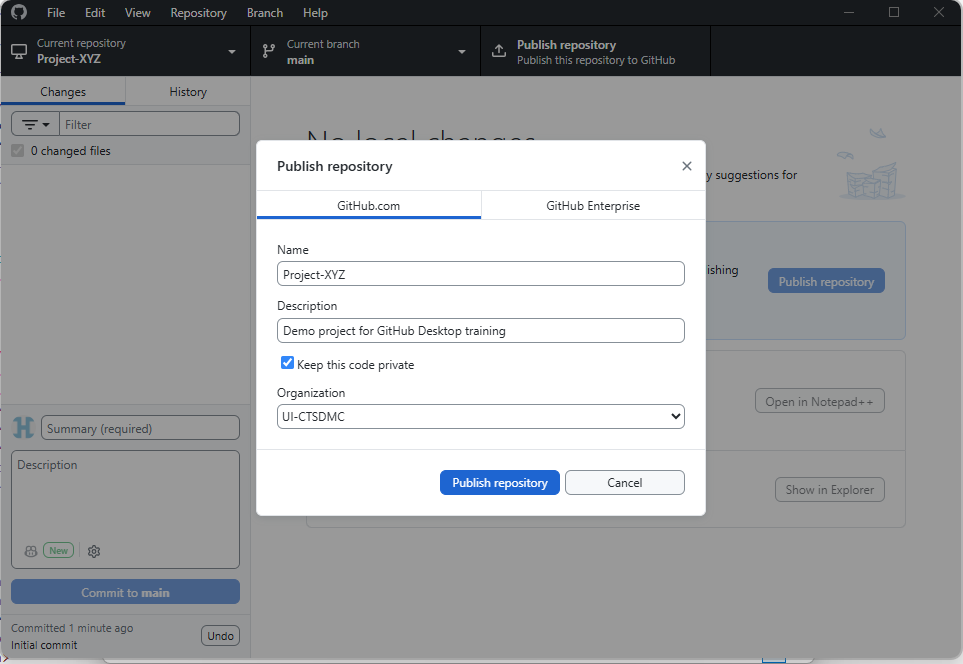 File Edit View Repository Branch Help
Current repository
Project-XYZ
Current branch
main
Publish repository
Publish this repository to GitHub
Changes History
Filter
0 changed files
No local changes
y suggestions for
ishing
Publish repository
Open in Notepad++
Show in Explorer
Publish repository
GitHub.com GitHub Enterprise
Name
Project-XYZ
Description
Demo project for GitHub Desktop training
Keep this code private
Organization
UI-CTSDMC
Publish repository Cancel
Summary (required)
Description
New
Commit to main
Committed 1 minute ago
Initial commit
Undo